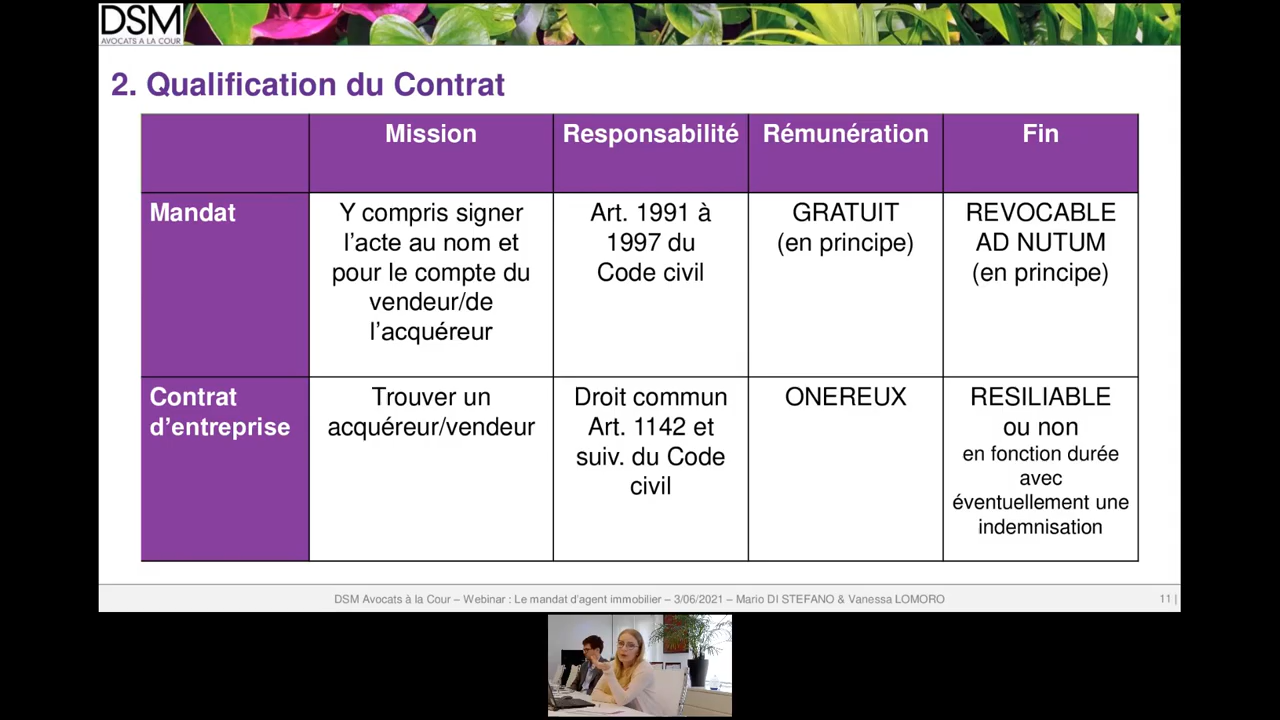 DSM
AVOCATS A LA COUR
2. Qualification du Contrat
Mission
Responsabilité
Rémunération
Fin
Mandat
Y compris signer
l'acte au nom et
pour le compte du
vendeur/de
l'acquéreur
Art. 1991 à
1997 du
Code civil
GRATUIT
(en principe)
REVOCABLE
AD NUTUM
(en principe)
Contrat
d'entreprise
Trouver un
acquéreur/vendeur
Droit commun
Art. 1142 et
suiv. du Code
civil
ONEREUX
RESILIABLE
ou non
en fonction durée
avec
éventuellement une
indemnisation
DSM Avocats à la Cour – Webinar : Le mandat d'agent immobilier – 3/06/2021 – Mario DI STEFANO & Vanessa LOMORO
11 |